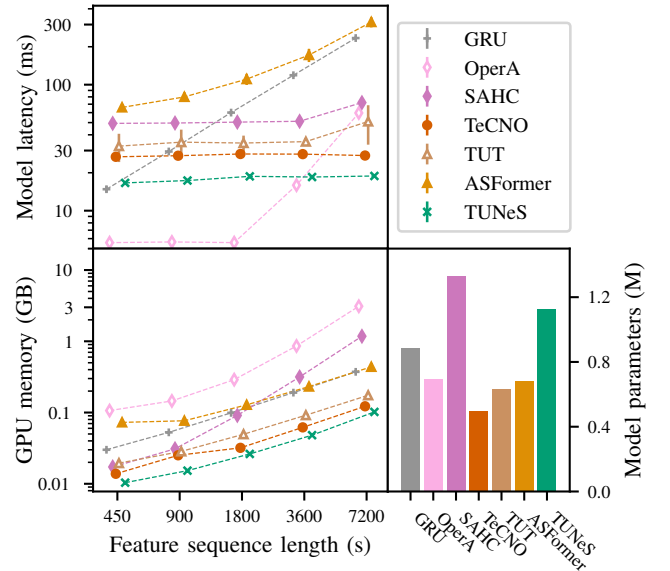 Model latency (ms)
300
100
30
10
GRU
OperA
SAHC
TeCNO
TUT
ASFormer
TUNeS
GPU memory (GB)
10
3
1
0.1
0.01
450 900 1800 3600 7200
Feature sequence length (s)
1.2
0.8
0.4
0.0
Model parameters (M)
GRU
OperA
SAHC
TeCNO
TUT
ASFormer
TUNeS